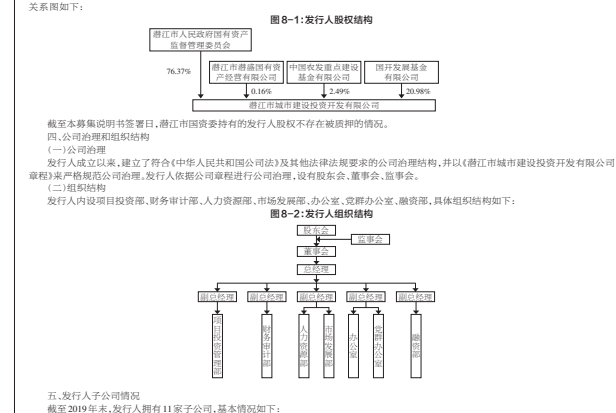 关系图如下：
图8-1：发行人股权结构
潜江市人民政府国有资产
监督管理委员会
潜江市潜盛国有资
产经营有限公司
中国农发重点建设
基金有限公司
国开发展基金
有限公司
76.37%
0.16%
2.49%
20.98%
潜江市城市建设投资开发有限公司
截至本募集说明书签署日，潜江市国资委持有的发行人股权不存在被质押的情况。
四、公司治理和组织结构
（一）公司治理
发行人成立以来，建立了符合《中华人民共和国公司法》及其他法律法规要求的公司治理结构，并以《潜江市城市建设投资开发有限公司
章程》来严格规范公司治理。发行人依据公司章程进行公司治理，设有股东会、董事会、监事会。
（二）组织结构
发行人内设项目投资部、财务审计部、人力资源部、市场发展部、办公室、党群办公室、融资部，具体组织结构如下：
图8-2：发行人组织结构
股东会
监事会
董事会
总经理
副总经理
副总经理
副总经理
副总经理
副总经理
项目投资管理部
财务审计部
人力资源部
市场发展部
办公室
党群办公室
融资部
五、发行人子公司情况
截至2019年末，发行人拥有11家子公司，基本情况如下：